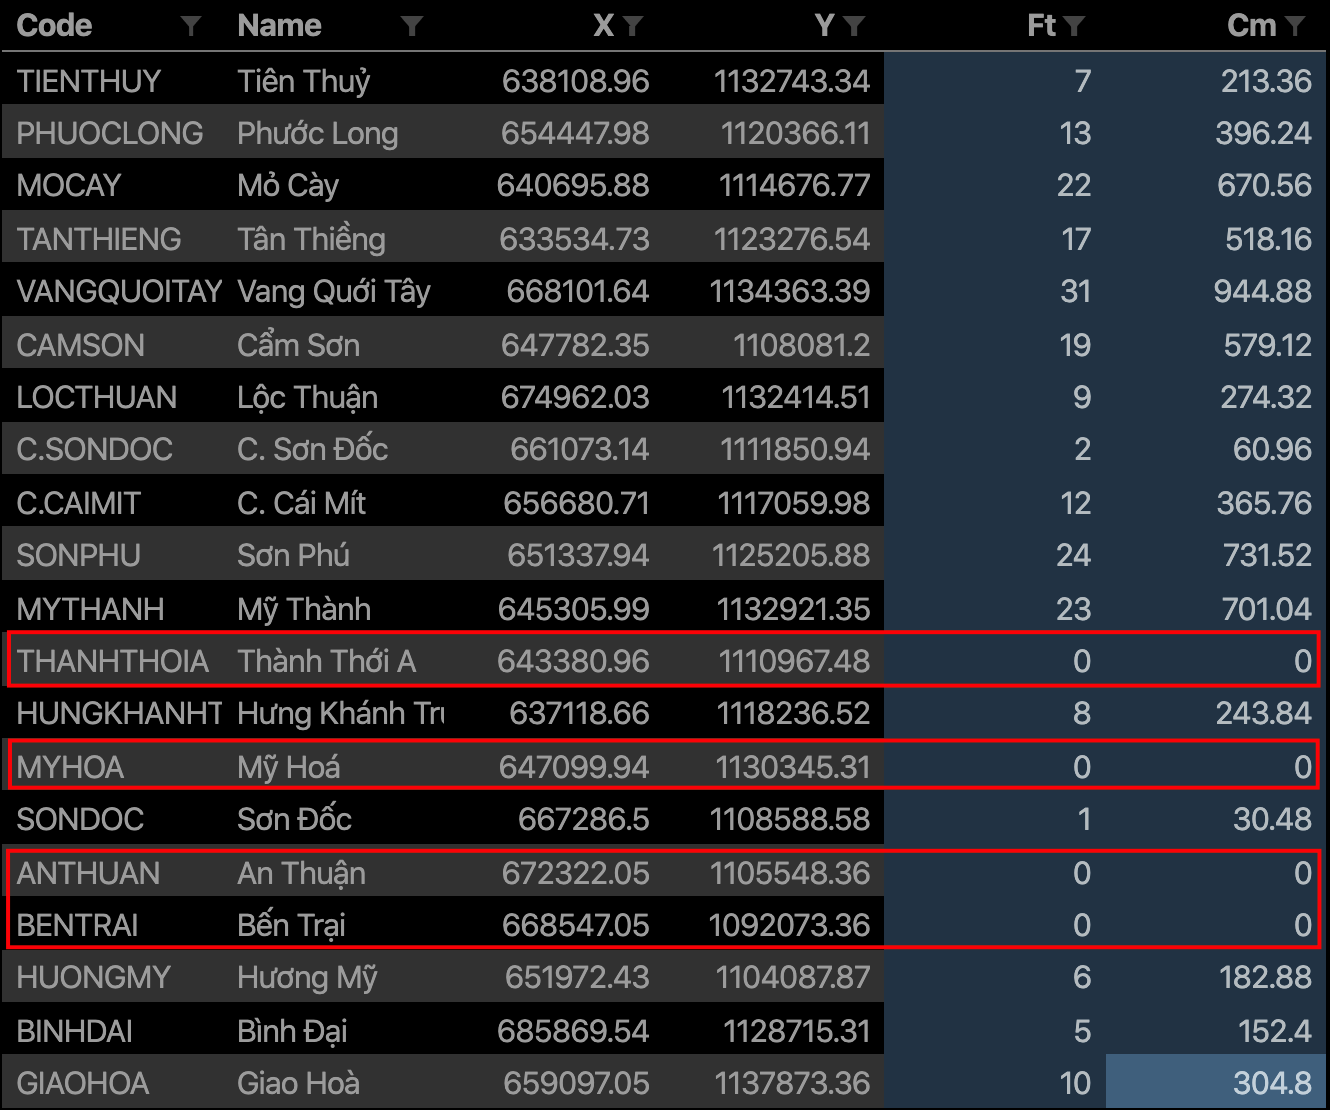 Code Name X Y Ft Cm
TIENTHUY Tiên Thuỷ 638108.96 1132743.34 7 213.36
PHUOCLONG Phước Long 654447.98 1120366.11 13 396.24
MOCAY Mỏ Cày 640695.88 1114676.77 22 670.56
TANTHIENG Tân Thiềng 633534.73 1123276.54 17 518.16
VANGQUOITAY Vang Quới Tây 668101.64 1134363.39 31 944.88
CAMSON Cẩm Sơn 647782.35 1108081.2 19 579.12
LOCTHUAN Lộc Thuận 674962.03 1132414.51 9 274.32
C.SONDOC C. Sơn Đốc 661073.14 1111850.94 2 60.96
C.CAIMIT C. Cái Mít 656680.71 1117059.98 12 365.76
SONPHU Sơn Phú 651337.94 1125205.88 24 731.52
MYTHANH Mỹ Thành 645305.99 1132921.35 23 701.04
THANHTHOIA Thành Thới A 643380.96 1110967.48 0 0
HUNGKHANHT Hưng Khánh Tru 637118.66 1118236.52 8 243.84
MYHOA Mỹ Hoá 647099.94 1130345.31 0 0
SONDOC Sơn Đốc 667286.5 1108588.58 1 30.48
ANTHUAN An Thuận 672322.05 1105548.36 0 0
BENTRAI Bến Trại 668547.05 1092073.36 0 0
HUONGMY Hương Mỹ 651972.43 1104087.87 6 182.88
BINHDAI Bình Đại 685869.54 1128715.31 5 152.4
GIAOHOA Giao Hoà 659097.05 1137873.36 10 304.8